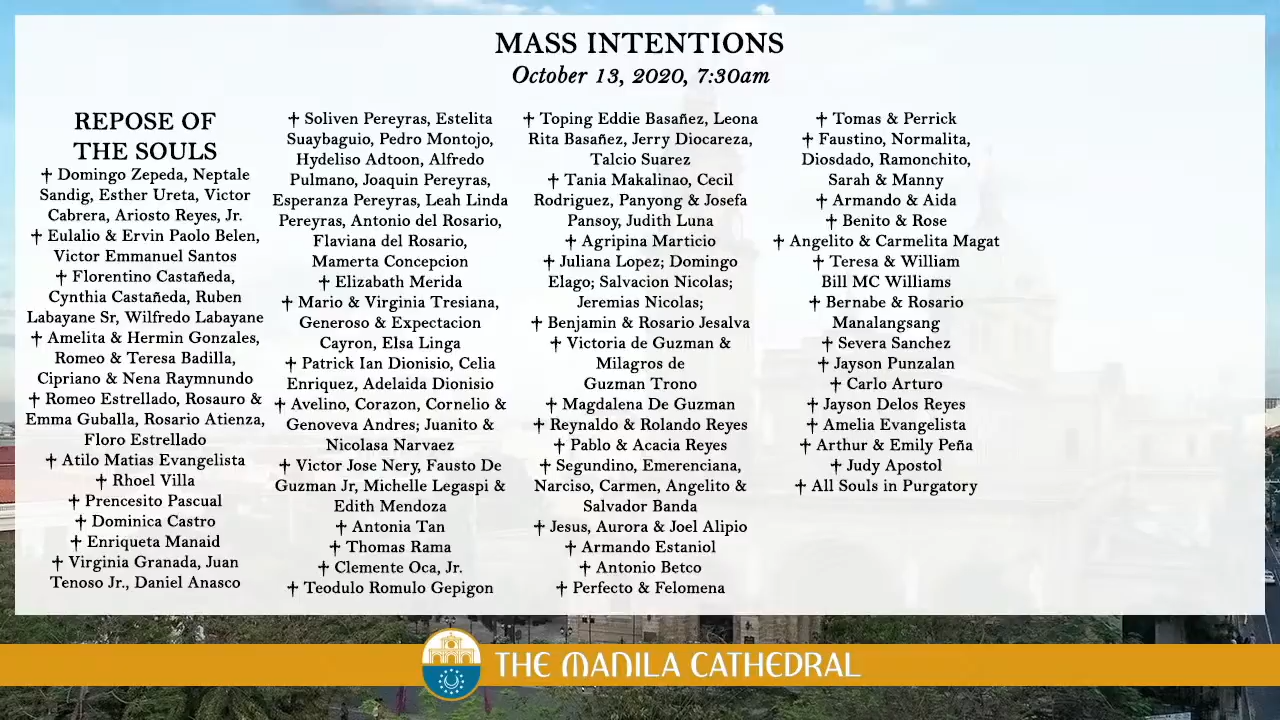 MASS INTENTIONS
October 13, 2020, 7:30am
REPOSE OF
THE SOULS
✝ Domingo Zepeda, Neptale
Sandig, Esther Ureta, Victor
Cabrera, Ariosto Reyes, Jr.
✝ Eulalio & Ervin Paolo Belen,
Victor Emmanuel Santos
✝ Florentino Castañeda,
Cynthia Castañeda, Ruben
Labayane Sr, Wilfredo Labayane
✝ Amelita & Hermin Gonzales,
Romeo & Teresa Badilla,
Cipriano & Nena Raymnundo
✝ Romeo Estrellado, Rosauro &
Emma Guballa, Rosario Atienza,
Floro Estrellado
✝ Atilo Matias Evangelista
✝ Rhoel Villa
✝ Prencesito Pascual
✝ Dominica Castro
✝ Enriqueta Manaid
✝ Virginia Granada, Juan
Tenoso Jr., Daniel Anasco
✝ Soliven Pereyras, Estelita
Suaybaguio, Pedro Montojo,
Hydeliso Adtoon, Alfredo
Pulmano, Joaquin Pereyras,
Esperanza Pereyras, Leah Linda
Pereyras, Antonio del Rosario,
Flaviana del Rosario,
Mamerta Concepcion
✝ Elizabath Merida
✝ Mario & Virginia Tresiana,
Generoso & Expectacion
Cayron, Elsa Linga
✝ Patrick Ian Dionisio, Celia
Enriquez, Adelaida Dionisio
✝ Avelino, Corazon, Cornelio &
Genoveva Andres; Juanito &
Nicolasa Narvaez
✝ Victor Jose Nery, Fausto De
Guzman Jr, Michelle Legaspi &
Edith Mendoza
✝ Antonia Tan
✝ Thomas Rama
✝ Clemente Oca, Jr.
✝ Teodulo Romulo Gepigon
✝ Toping Eddie Basañez, Leona
Rita Basañez, Jerry Diocareza,
Talcio Suarez
✝ Tania Makalinao, Cecil
Rodriguez, Panyong & Josefa
Pansoy, Judith Luna
✝ Agripina Marticio
✝ Juliana Lopez; Domingo
Elago; Salvacion Nicolas;
Jeremias Nicolas;
✝ Benjamin & Rosario Jesalva
✝ Victoria de Guzman &
Milagros de
Guzman Trono
✝ Magdalena De Guzman
✝ Reynaldo & Rolando Reyes
✝ Pablo & Acacia Reyes
✝ Segundino, Emerenciana,
Narciso, Carmen, Angelito &
Salvador Banda
✝ Jesus, Aurora & Joel Alipio
✝ Armando Estaniol
✝ Antonio Betco
✝ Perfecto & Felomena
✝ Tomas & Perrick
✝ Faustino, Normalita,
Diosdado, Ramonchito,
Sarah & Manny
✝ Armando & Aida
✝ Benito & Rose
✝ Angelito & Carmelita Magat
✝ Teresa & William
Bill MC Williams
✝ Bernabe & Rosario
Manalangsang
✝ Severa Sanchez
✝ Jayson Punzalan
✝ Carlo Arturo
✝ Jayson Delos Reyes
✝ Amelia Evangelista
✝ Arthur & Emily Peña
✝ Judy Apostol
✝ All Souls in Purgatory
THE MANILA CATHEDRAL